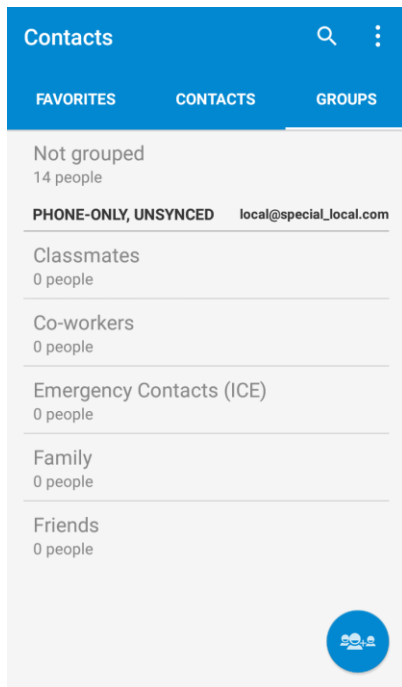 Contacts
FAVORITES CONTACTS GROUPS
Not grouped
14 people
PHONE-ONLY, UNSYNCED local@special_local.com
Classmates
0 people
Co-workers
0 people
Emergency Contacts (ICE)
0 people
Family
0 people
Friends
0 people